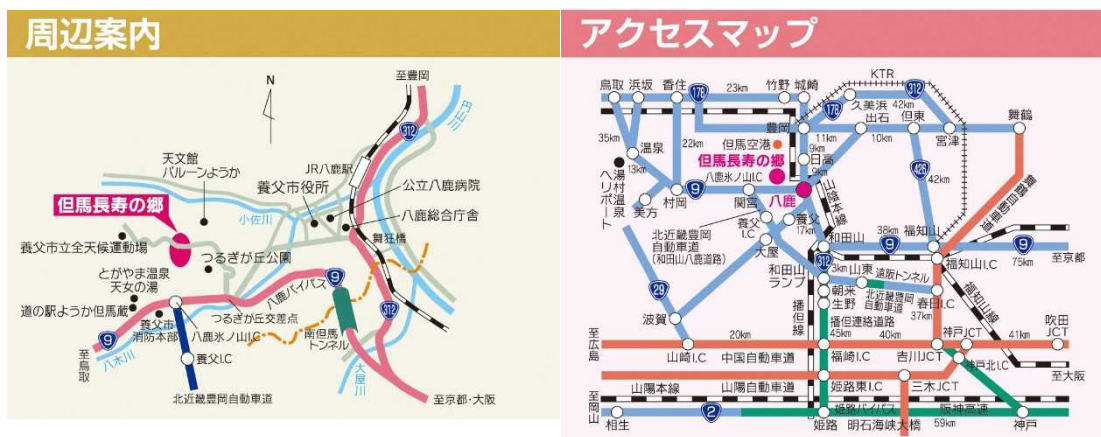 周辺案内
N
至豊岡
円山川
312
天文館
バルーンようか
JR八鹿駅
養父市役所
公立八鹿病院
但馬長寿の郷
小佐川
八鹿総合庁舎
舞狂橋
養父市立全天候運動場
つるぎが丘公園
とがやま温泉
天女の湯
9
八鹿バイパス
312
道の駅ようか但馬蔵
つるぎが丘交差点
養父市
消防本部
八鹿氷ノ山I.C
南但馬
トンネル
9
八木川
至鳥取
養父I.C
大屋川
北近畿豊岡自動車道
至京都・大阪
アクセスマップ
KTR
鳥取
浜坂
香住
178
23km
竹野
城崎
312
久美浜
42km
178
出石
但東
舞鶴
豊岡
11km
10km
宮津
35km
温泉
22km
但馬空港
9km
但馬長寿の郷
日高
9km
13km
湯村温泉
ヘリポート
9
八鹿氷ノ山I.C
426
42km
美方
村岡
関宮
八鹿
山陰本線
舞鶴自動車道
養父
I.C
養父
17km
北近畿豊岡
自動車道
(和田山八鹿道路)
大屋
和田山
38km
9
福知山
9
75km
至京都
312
3km
山東
遠阪トンネル
福知山I.C
和田山
ランプ
29
朝来
生野
北近畿豊岡
自動車道
春日I.C
福知山線
播但線
波賀
播但連絡道路
37km
至広島
20km
45km
40km
神戸JCT
41km
吹田
JCT
山崎I.C
中国自動車道
福崎I.C
吉川JCT
神戸北I.C
至大阪
山陽本線
山陽自動車道
姫路東I.C
三木JCT
至岡山
2
姫路バイパス
阪神高速
相生
姫路
明石海峡大橋
59km
神戸